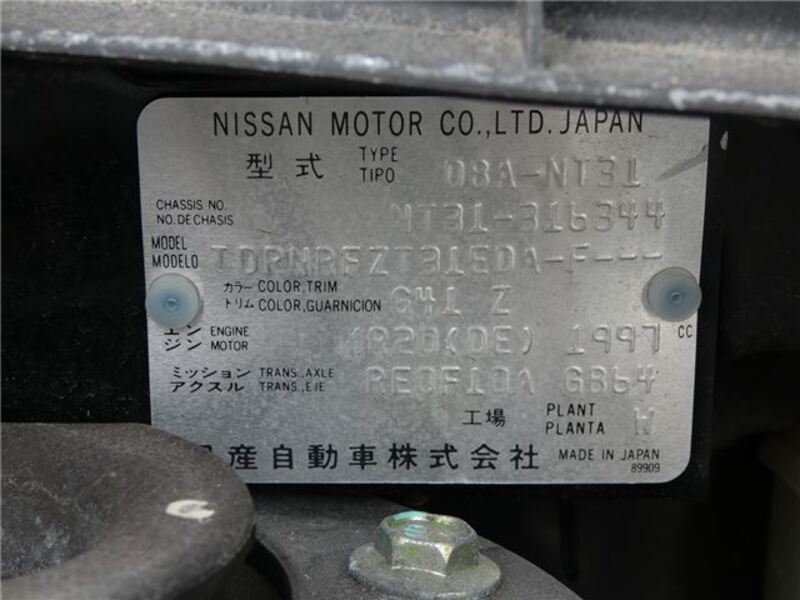 NISSAN MOTOR CO.,LTD. JAPAN
型式 TYPE TIPO DBA-NT31
CHASSIS NO. NO. DE CHASIS NT31-316344
MODEL MODELO TDRNRFZT31EDA-F---
カラー COLOR,TRIM トリム COLOR,GUARNICION G41 Z
エンジン ENGINE MOTOR MR20(DE) 1997 CC
ミッション TRANS.,AXLE アクスル TRANS.,EJE RE0F10A GB64
工場 PLANT PLANTA W
日産自動車株式会社 MADE IN JAPAN
89909